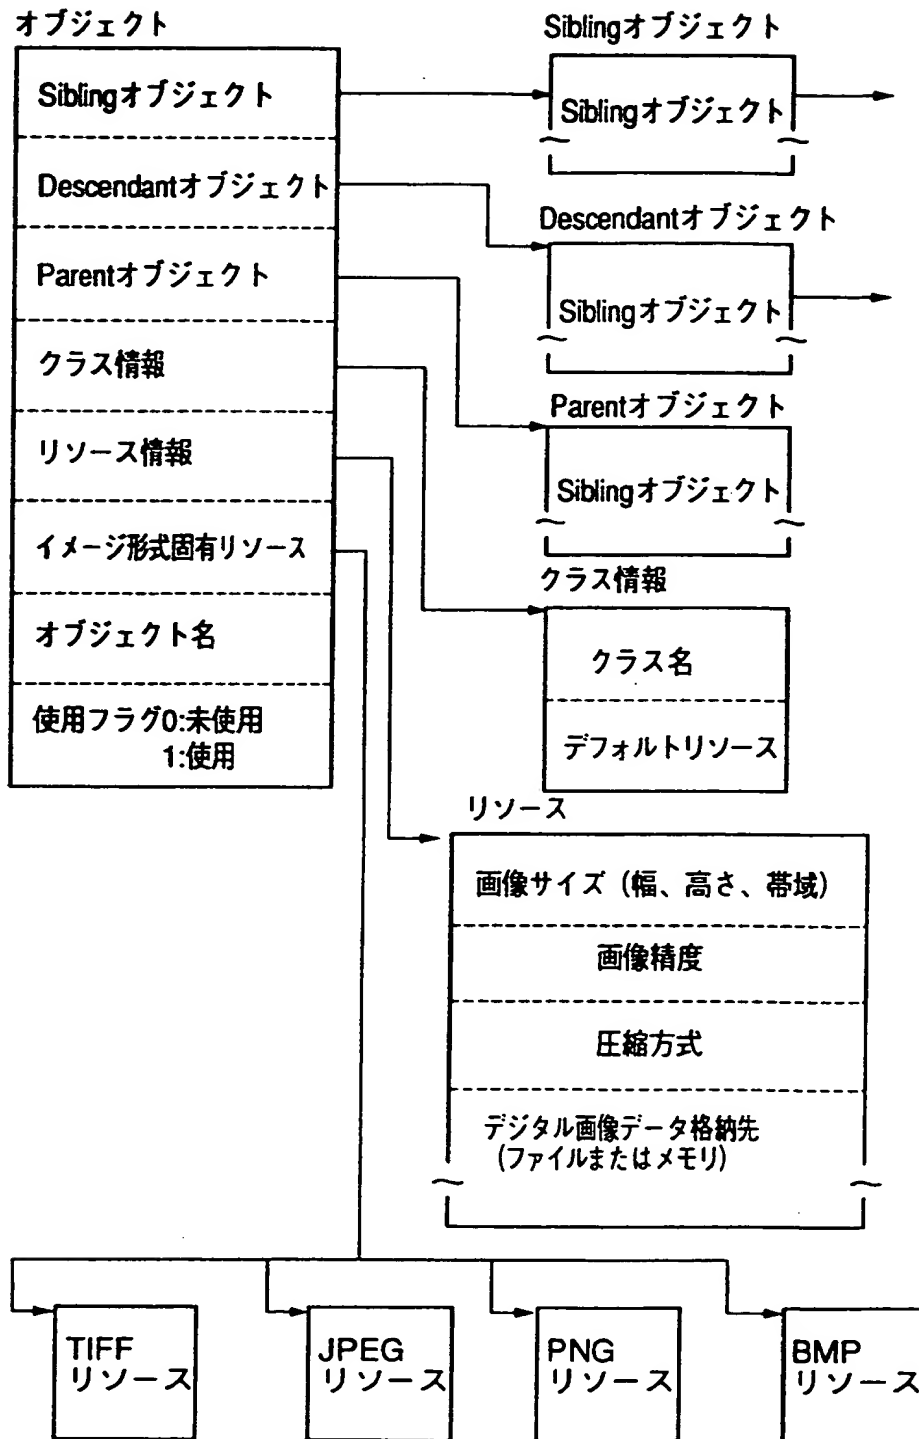 オブジェクト
Siblingオブジェクト
Descendantオブジェクト
Parentオブジェクト
クラス情報
リソース情報
イメージ形式固有リソース
オブジェクト名
使用フラグ0:未使用
1:使用
Siblingオブジェクト
Siblingオブジェクト
Descendantオブジェクト
Siblingオブジェクト
Parentオブジェクト
Siblingオブジェクト
クラス情報
クラス名
デフォルトリソース
リソース
画像サイズ（幅、高さ、帯域）
画像精度
圧縮方式
デジタル画像データ格納先
(ファイルまたはメモリ)
TIFF
リソース
JPEG
リソース
PNG
リソース
BMP
リソース